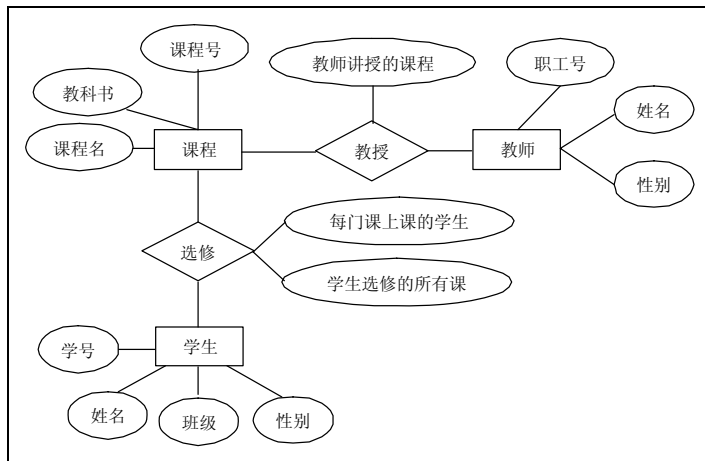 课程号
教师讲授的课程
职工号
教科书
姓名
课程名
课程
教授
教师
性别
每门课上课的学生
选修
学生选修的所有课
学号
学生
姓名
班级
性别